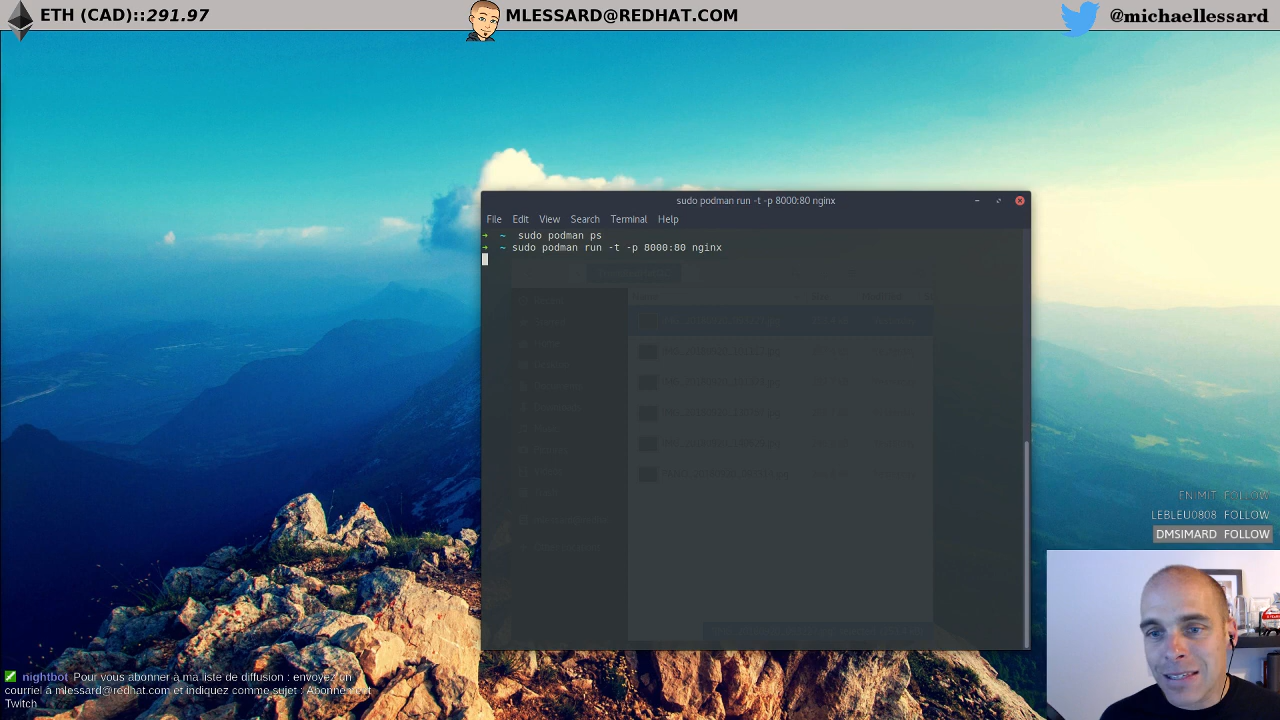 ETH (CAD)::291.97
MLESSARD@REDHAT.COM
@michaellessard
sudo podman run -t -p 8000:80 nginx
File Edit View Search Terminal Help
➜ ~ sudo podman ps
➜ ~ sudo podman run -t -p 8000:80 nginx
ENIMIT FOLLOW
LEBLEU0808 FOLLOW
DMSIMARD FOLLOW
nightbot Pour vous abonner à ma liste de diffusion : envoyez un
courriel à mlessard@redhat.com et indiquez comme sujet : Abonnement
Twitch